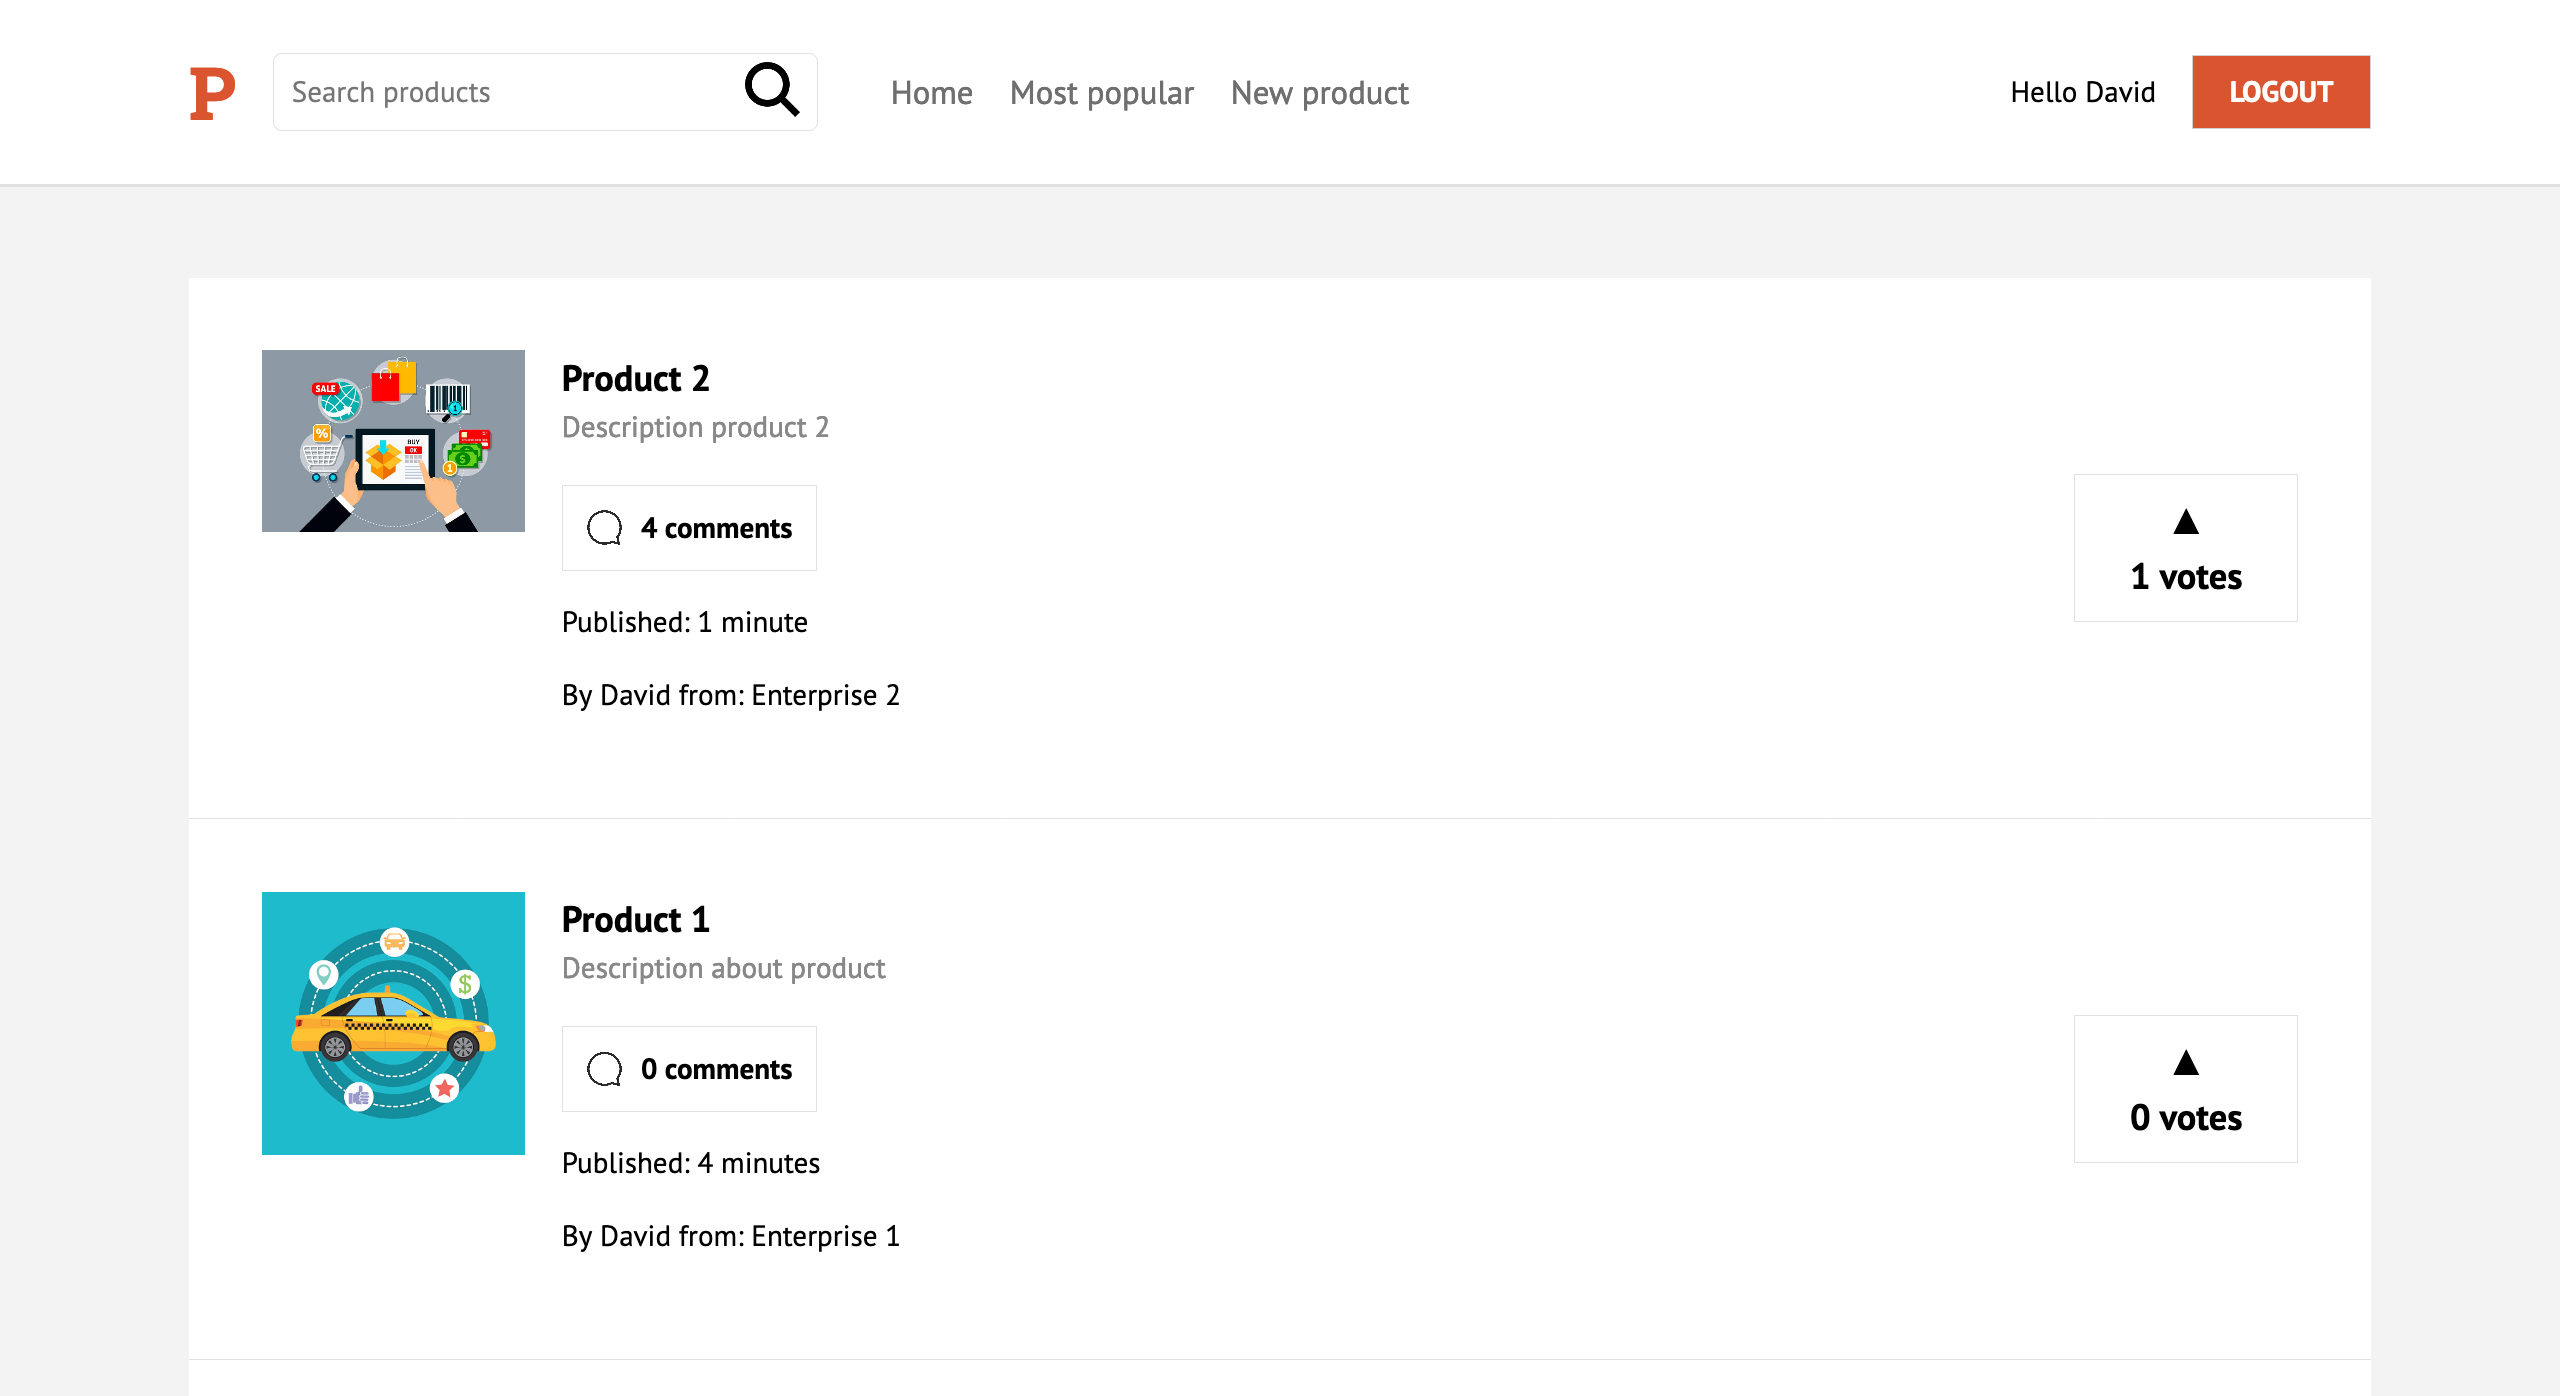 P
Search products
Home
Most popular
New product
Hello David
LOGOUT
SALE
1
%
BUY
OK
$
1
Product 2
Description product 2
4 comments
Published: 1 minute
By David from: Enterprise 2
▲
1 votes
$
Product 1
Description about product
0 comments
Published: 4 minutes
By David from: Enterprise 1
▲
0 votes